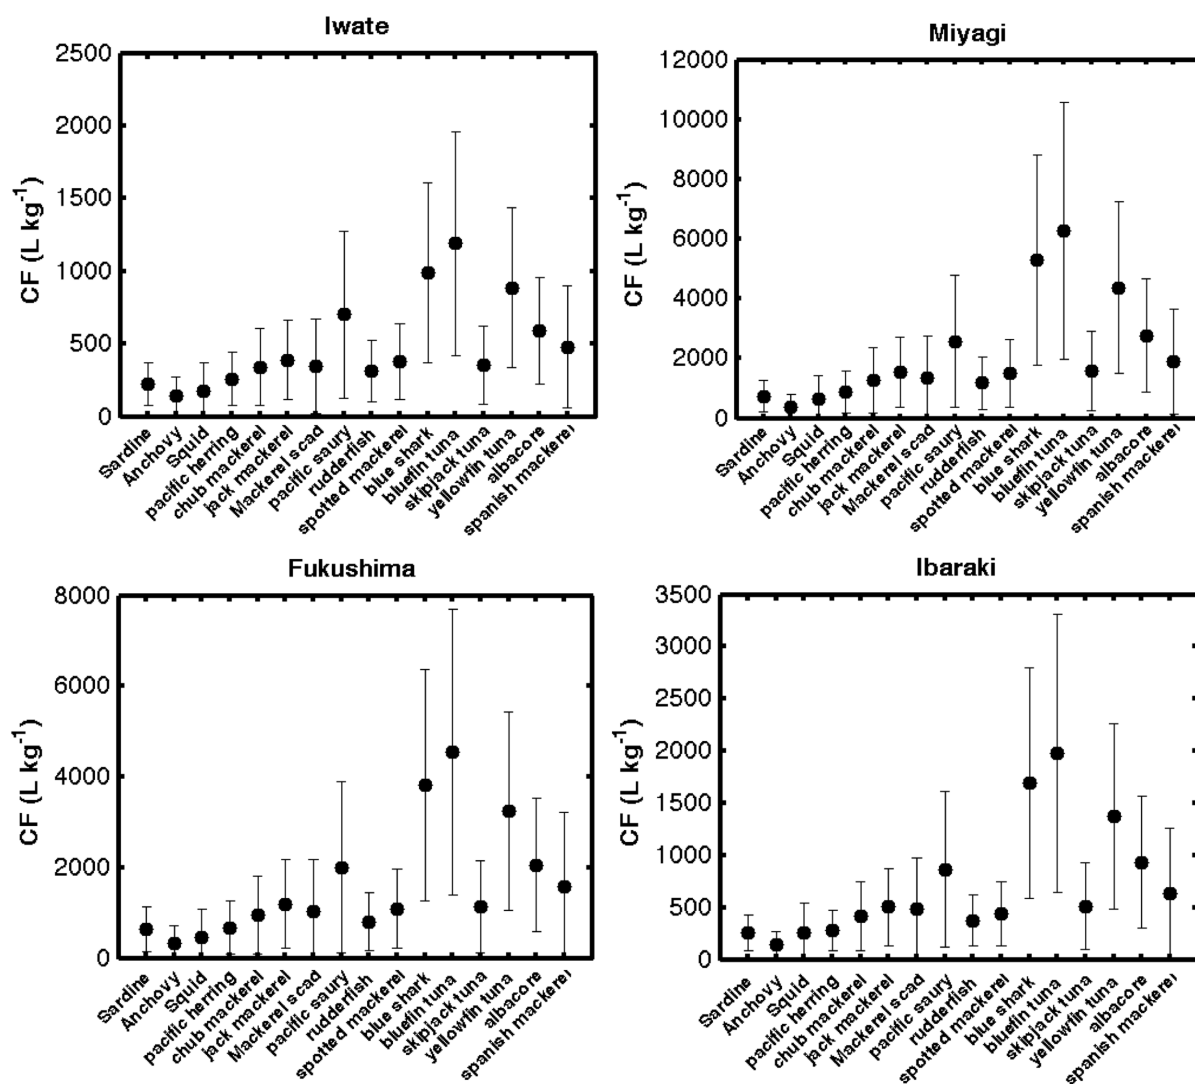 Iwate
2500
2000
1500
1000
500
0
CF (L kg-1)
Sardine
Anchovy
Squid
pacific herring
chub mackerel
jack mackerel
Mackerel scad
pacific saury
rudderfish
spotted mackerel
blue shark
bluefin tuna
skipjack tuna
yellowfin tuna
albacore
spanish mackerel
Miyagi
12000
10000
8000
6000
4000
2000
0
CF (L kg-1)
Sardine
Anchovy
Squid
pacific herring
chub mackerel
jack mackerel
Mackerel scad
pacific saury
rudderfish
spotted mackerel
blue shark
bluefin tuna
skipjack tuna
yellowfin tuna
albacore
spanish mackerel
Fukushima
8000
6000
4000
2000
0
CF (L kg-1)
Sardine
Anchovy
Squid
pacific herring
chub mackerel
jack mackerel
Mackerel scad
pacific saury
rudderfish
spotted mackerel
blue shark
bluefin tuna
skipjack tuna
yellowfin tuna
albacore
spanish mackerel
Ibaraki
3500
3000
2500
2000
1500
1000
500
0
CF (L kg-1)
Sardine
Anchovy
Squid
pacific herring
chub mackerel
jack mackerel
Mackerel scad
pacific saury
rudderfish
spotted mackerel
blue shark
bluefin tuna
skipjack tuna
yellowfin tuna
albacore
spanish mackerel